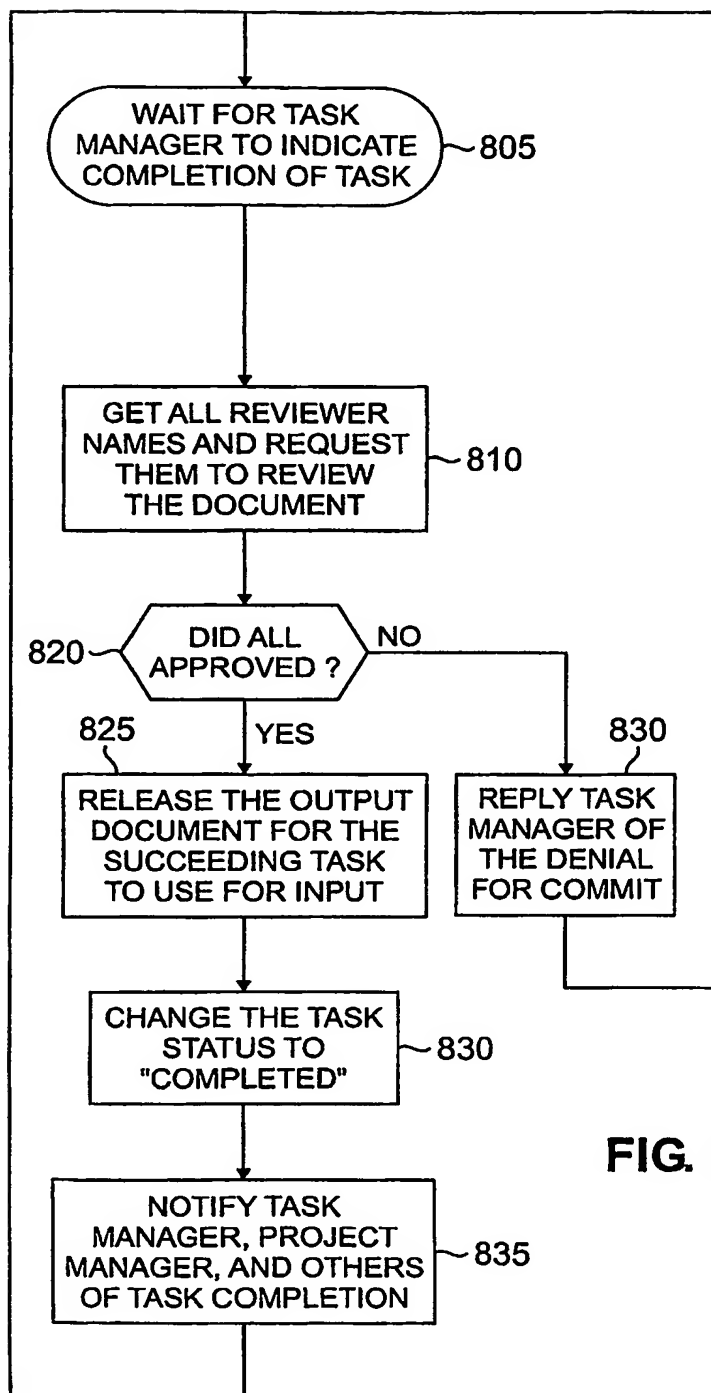 WAIT FOR TASK
MANAGER TO INDICATE
COMPLETION OF TASK
805
GET ALL REVIEWER
NAMES AND REQUEST
THEM TO REVIEW
THE DOCUMENT
810
820
DID ALL
APPROVED ?
NO
YES
825
RELEASE THE OUTPUT
DOCUMENT FOR THE
SUCCEEDING TASK
TO USE FOR INPUT
830
REPLY TASK
MANAGER OF
THE DENIAL
FOR COMMIT
CHANGE THE TASK
STATUS TO
"COMPLETED"
830
FIG.
NOTIFY TASK
MANAGER, PROJECT
MANAGER, AND OTHERS
OF TASK COMPLETION
835